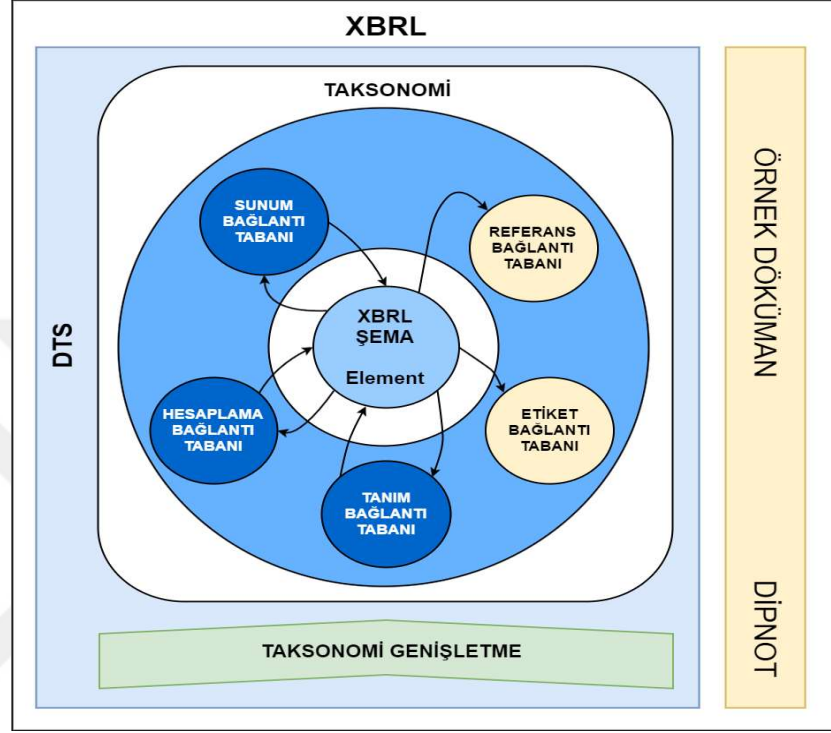 XBRL
TAKSONOMİ
SUNUM
BAĞLANTI
TABANI
REFERANS
BAĞLANTI
TABANI
XBRL
ŞEMA
Element
HESAPLAMA
BAĞLANTI
TABANI
ETİKET
BAĞLANTI
TABANI
TANIM
BAĞLANTI
TABANI
DTS
TAKSONOMİ GENİŞLETME
ÖRNEK DÖKÜMAN
DİPNOT